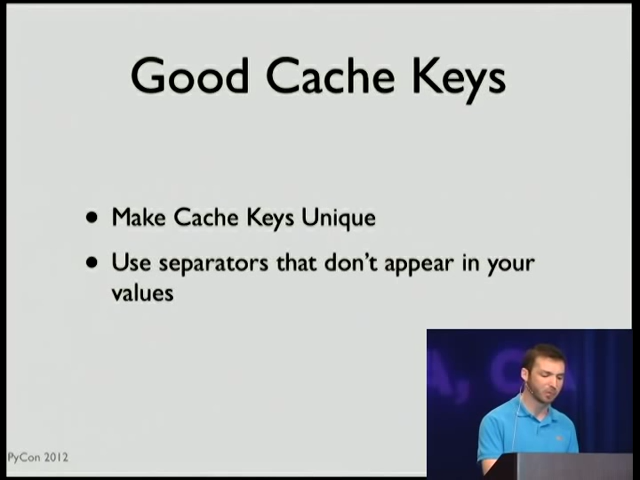 Good Cache Keys
• Make Cache Keys Unique
• Use separators that don't appear in your
values
PyCon 2012